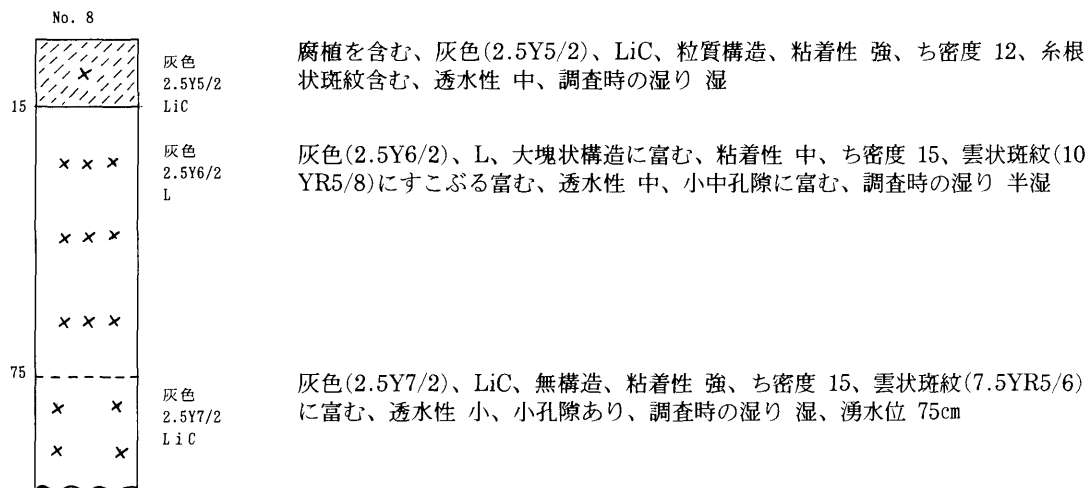 No. 8
灰色
2.5Y5/2
LiC
腐植を含む、灰色(2.5Y5/2)、LiC、粒質構造、粘着性 強、ち密度 12、糸根
状斑紋含む、透水性 中、調査時の湿り 湿
15
灰色
2.5Y6/2
L
灰色(2.5Y6/2)、L、大塊状構造に富む、粘着性 中、ち密度 15、雲状斑紋(10
YR5/8)にすこぶる富む、透水性 中、小中孔隙に富む、調査時の湿り 半湿
75
灰色
2.5Y7/2
LiC
灰色(2.5Y7/2)、LiC、無構造、粘着性 強、ち密度 15、雲状斑紋(7.5YR5/6)
に富む、透水性 小、小孔隙あり、調査時の湿り 湿、湧水位 75cm